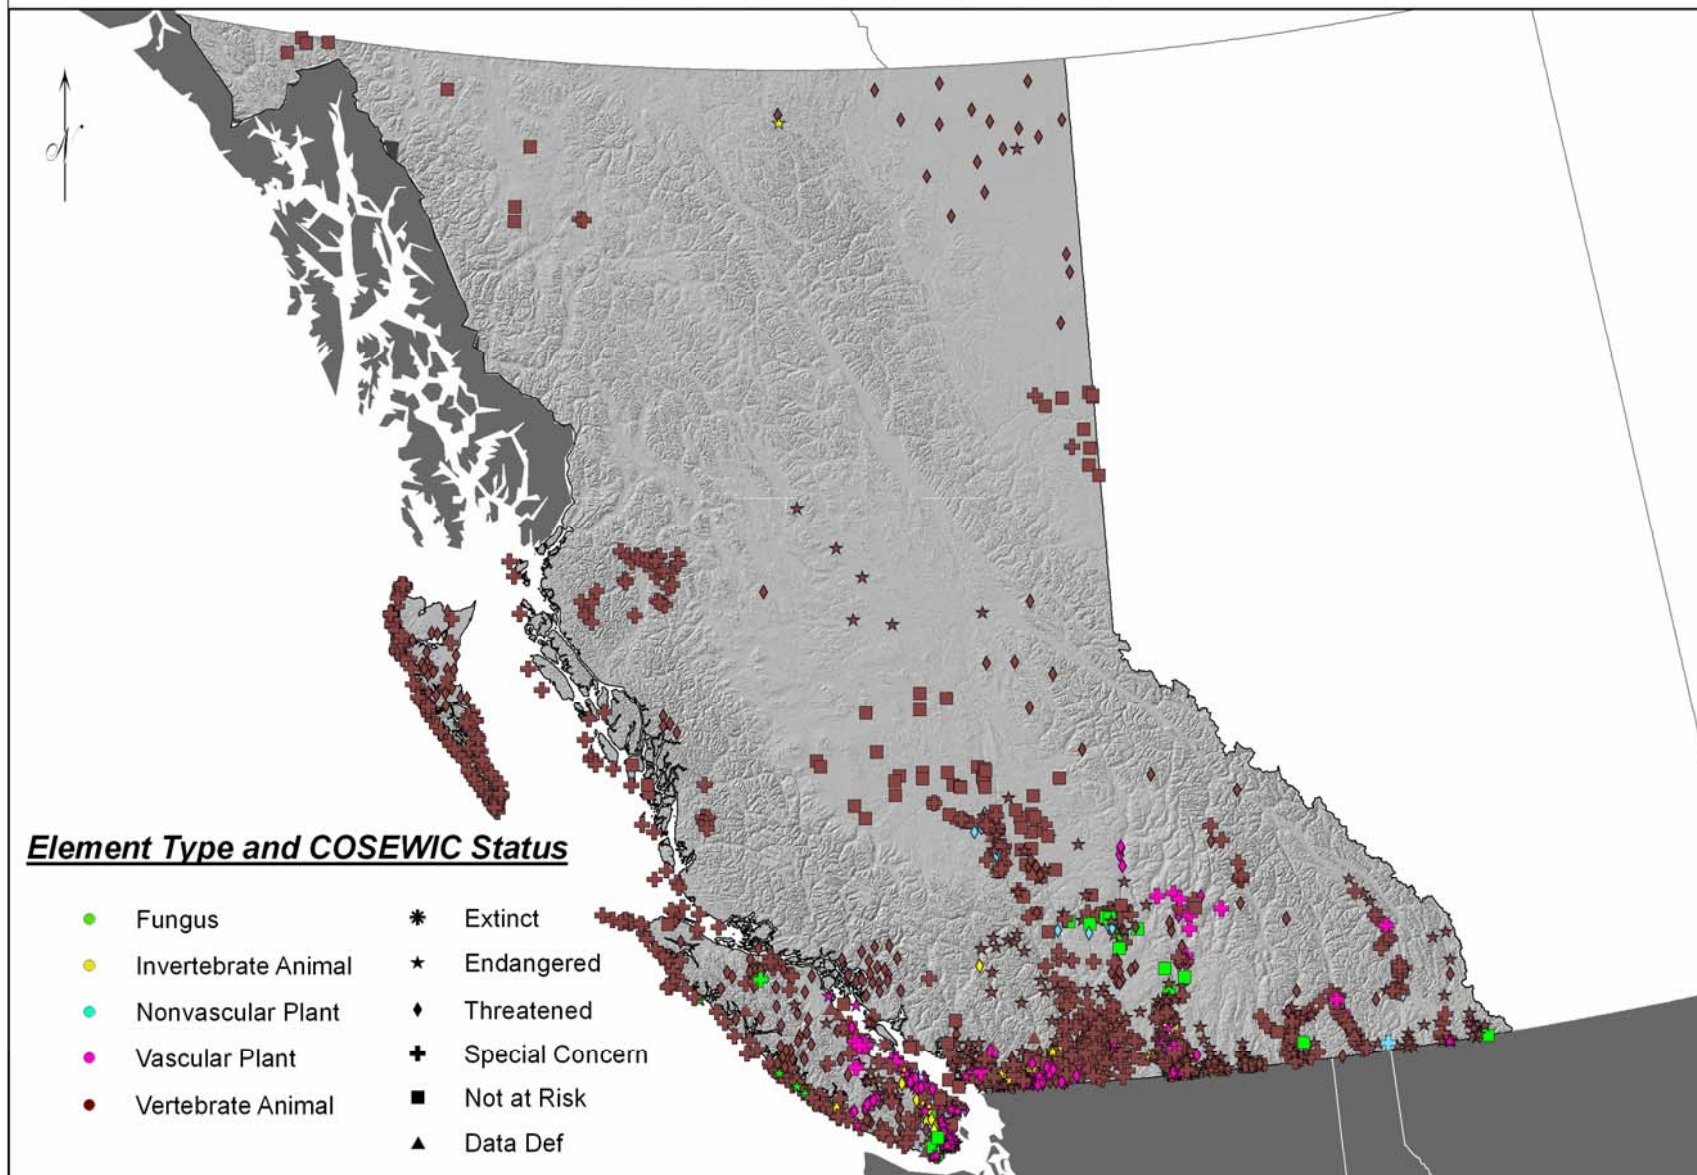 Element Type and COSEWIC Status
Fungus
Invertebrate Animal
Nonvascular Plant
Vascular Plant
Vertebrate Animal
Extinct
Endangered
Threatened
Special Concern
Not at Risk
Data Def